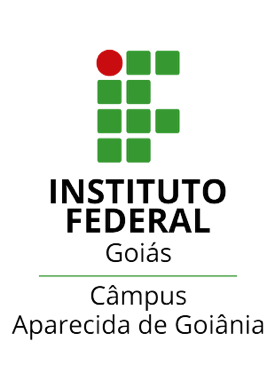 INSTITUTO
FEDERAL
Goiás
Câmpus
Aparecida de Goiânia